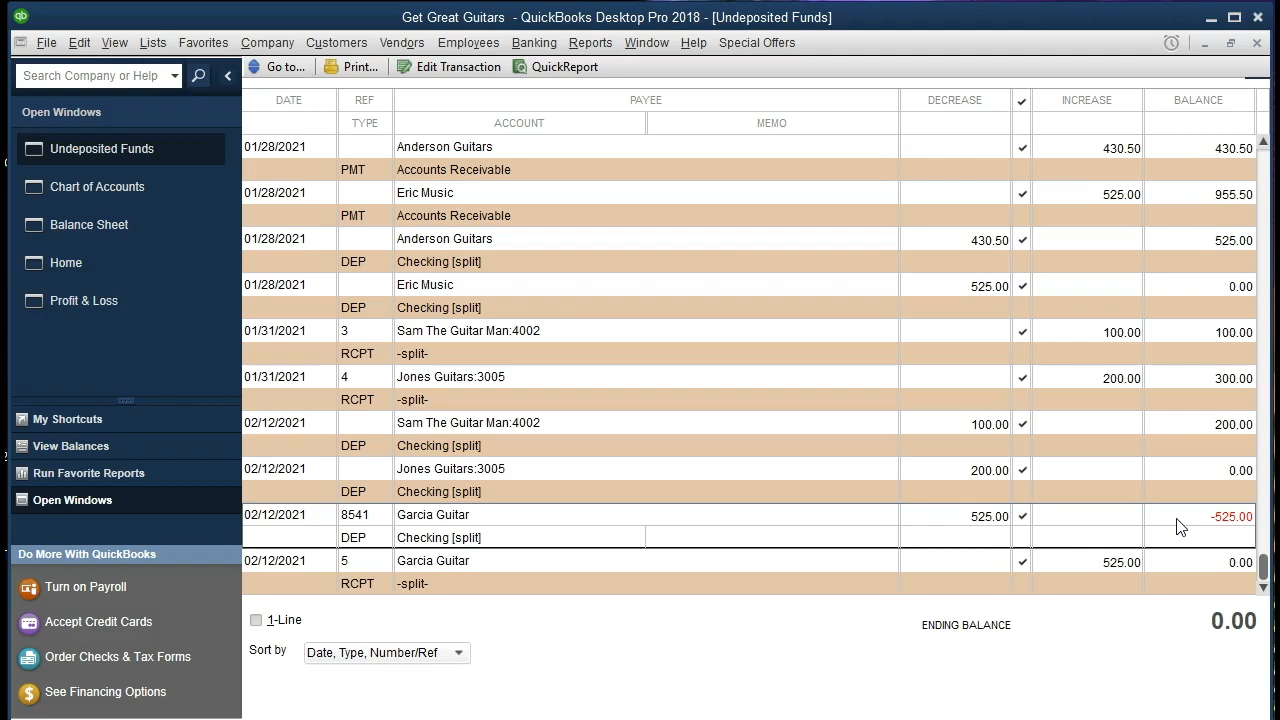 qb
Get Great Guitars - QuickBooks Desktop Pro 2018 - [Undeposited Funds]
File Edit View Lists Favorites Company Customers Vendors Employees Banking Reports Window Help Special Offers
Search Company or Help
Go to... Print... Edit Transaction QuickReport
Open Windows
Undeposited Funds
Chart of Accounts
Balance Sheet
Home
Profit & Loss
My Shortcuts
View Balances
Run Favorite Reports
Open Windows
Do More With QuickBooks
Turn on Payroll
Accept Credit Cards
Order Checks & Tax Forms
$ See Financing Options
DATE REF PAYEE DECREASE ✓ INCREASE BALANCE
TYPE ACCOUNT MEMO
01/28/2021 Anderson Guitars ✓ 430.50 430.50
PMT Accounts Receivable
01/28/2021 Eric Music ✓ 525.00 955.50
PMT Accounts Receivable
01/28/2021 Anderson Guitars 430.50 ✓ 525.00
DEP Checking [split]
01/28/2021 Eric Music 525.00 ✓ 0.00
DEP Checking [split]
01/31/2021 3 Sam The Guitar Man:4002 ✓ 100.00 100.00
RCPT -split-
01/31/2021 4 Jones Guitars:3005 ✓ 200.00 300.00
RCPT -split-
02/12/2021 Sam The Guitar Man:4002 100.00 ✓ 200.00
DEP Checking [split]
02/12/2021 Jones Guitars:3005 200.00 ✓ 0.00
DEP Checking [split]
02/12/2021 8541 Garcia Guitar 525.00 ✓ -525.00
DEP Checking [split]
02/12/2021 5 Garcia Guitar ✓ 525.00 0.00
RCPT -split-
1-Line
ENDING BALANCE 0.00
Sort by Date, Type, Number/Ref